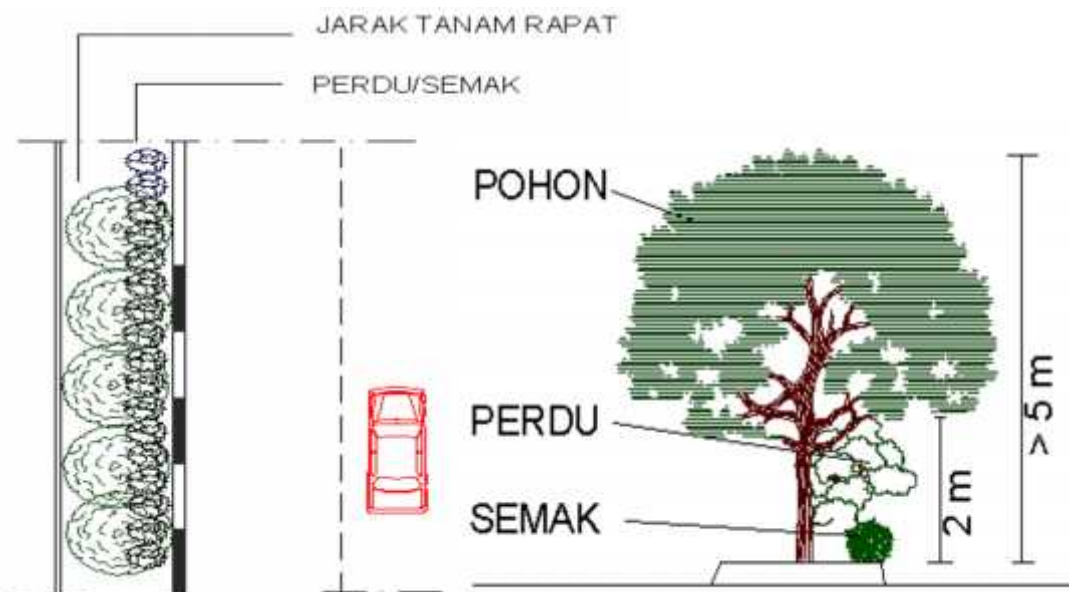 JARAK TANAM RAPAT
PERDU/SEMAK
POHON
PERDU
SEMAK
2 m
> 5 m